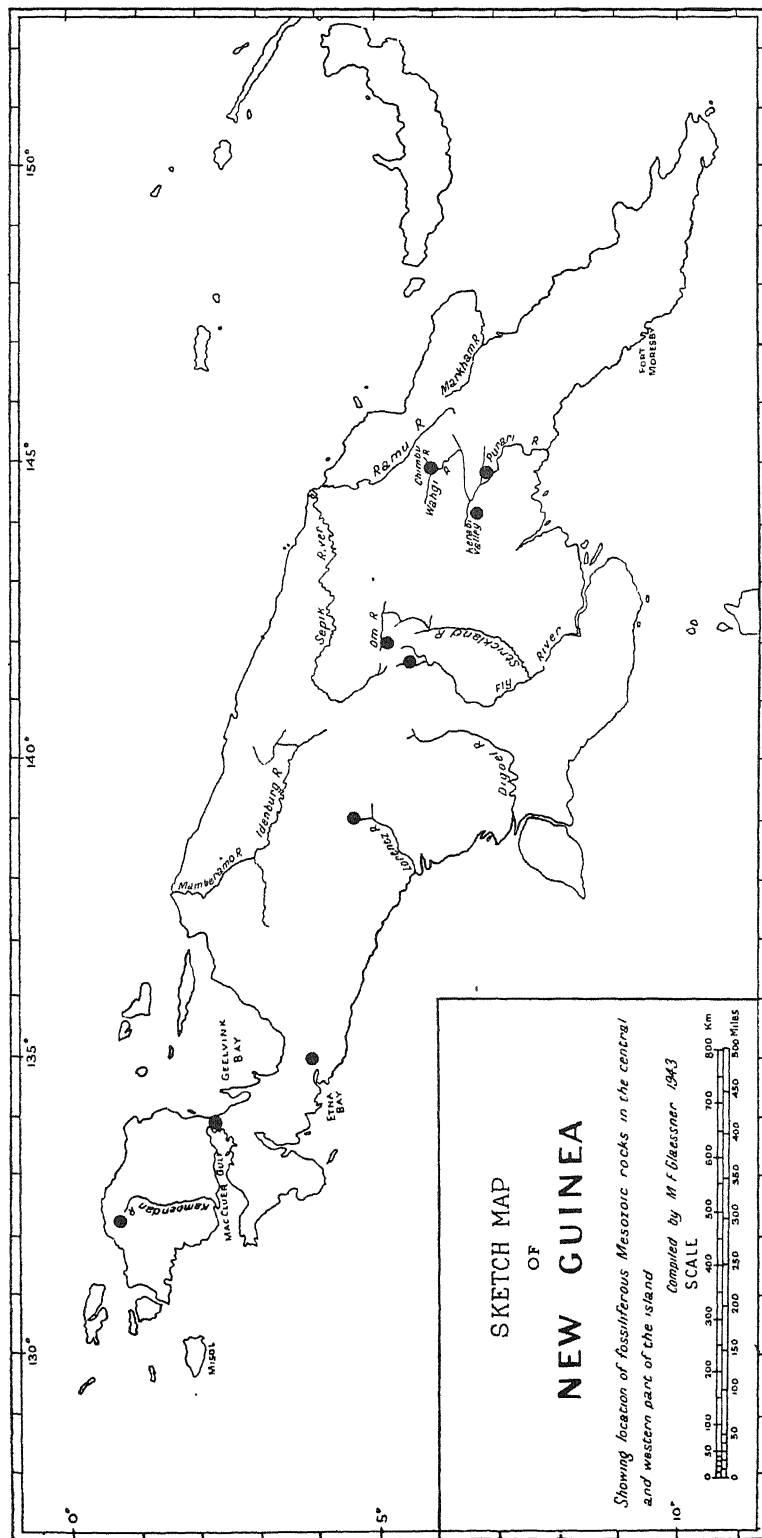 SKETCH MAP
OF
NEW GUINEA
Showing location of fossiliferous Mesozoic rocks in the central
and western part of the island
Compiled by M F Glaessner 1943
SCALE
0 50 100 200 300 400 500 600 700 800 Km
0 50 100 150 200 250 300 350 400 450 500 Miles
130°
135°
140°
145°
150°
0°
5°
10°
MISOL
Kamoendan R
MACCLUER GULF
GEELVINK
BAY
ETNA
BAY
Mamberamo R
Idenburg R
Lorentz R
Digoel R
Sepik River
Om R
Strickland R
Fly River
Ramu R
Chimbu
R
Wahgi R
Kerabi
Valley
Purari R
Markham R
PORT
MORESBY